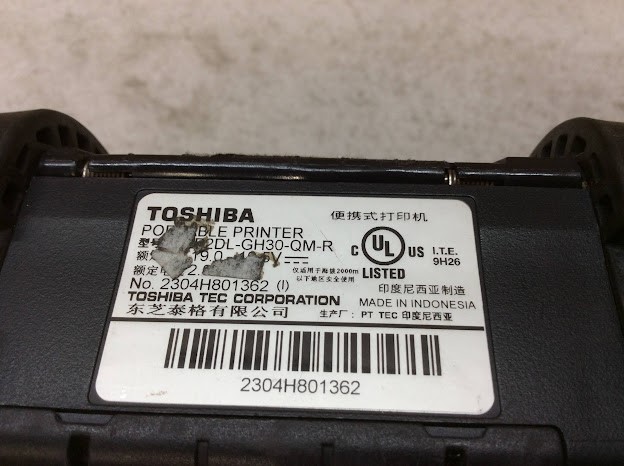 TOSHIBA
便携式打印机
PRINTER
2DL-GH30-QM-R
C UL US I.T.E.
LISTED 9H26
仅适用于海拔2000m
以下地区安全使用
No. 2304H801362 (I)
印度尼西亚制造
TOSHIBA TEC CORPORATION
MADE IN INDONESIA
东芝泰格有限公司
生产厂: PT TEC 印度尼西亚
2304H801362